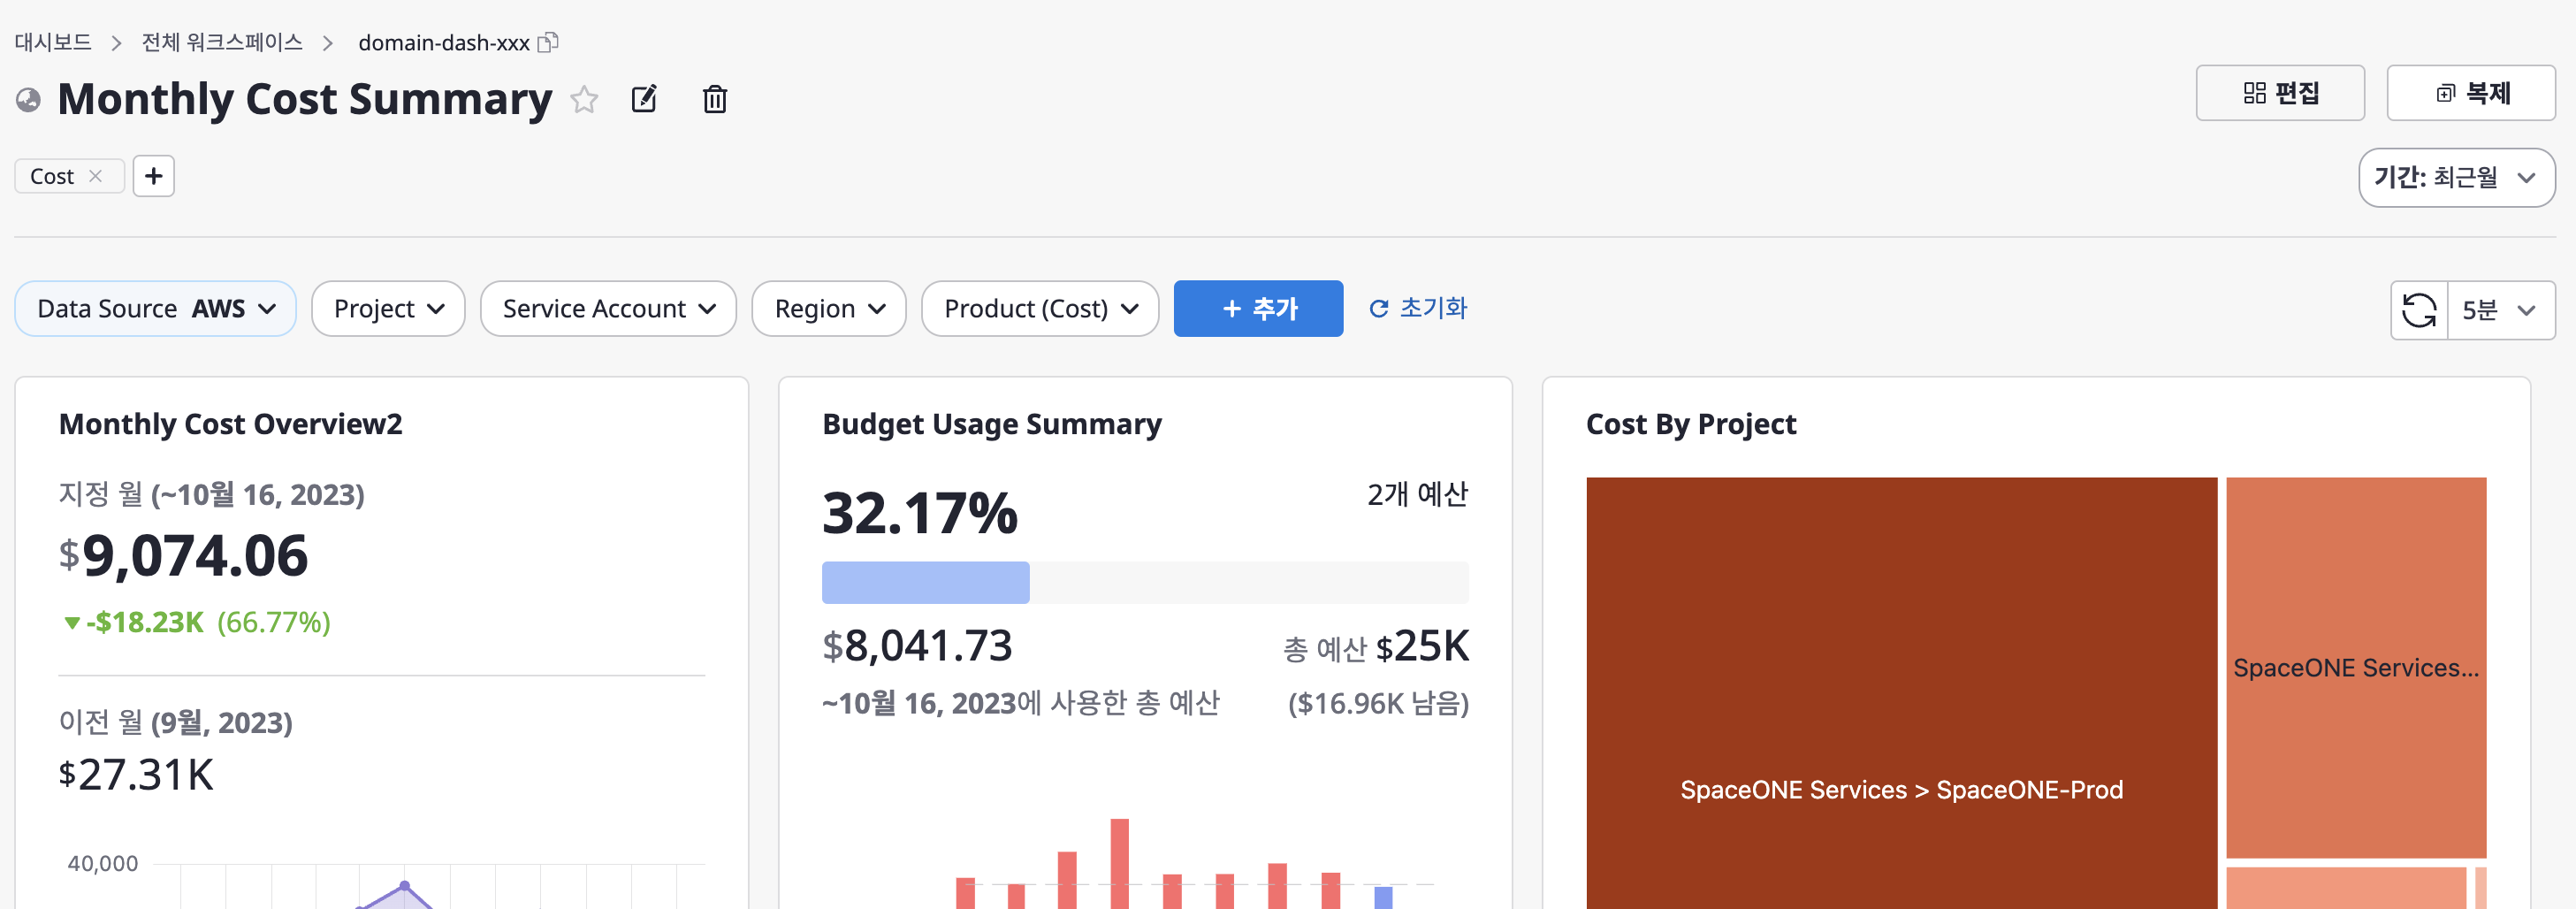 대시보드 > 전체 워크스페이스 > domain-dash-xxx
Monthly Cost Summary
편집
복제
Cost
기간: 최근월
Data Source AWS
Project
Service Account
Region
Product (Cost)
+ 추가
초기화
5분
Monthly Cost Overview2
지정 월 (~10월 16, 2023)
$9,074.06
▼-$18.23K (66.77%)
이전 월 (9월, 2023)
$27.31K
40,000
Budget Usage Summary
32.17%
2개 예산
$8,041.73
총 예산 $25K
~10월 16, 2023에 사용한 총 예산
($16.96K 남음)
Cost By Project
SpaceONE Services > SpaceONE-Prod
SpaceONE Services...